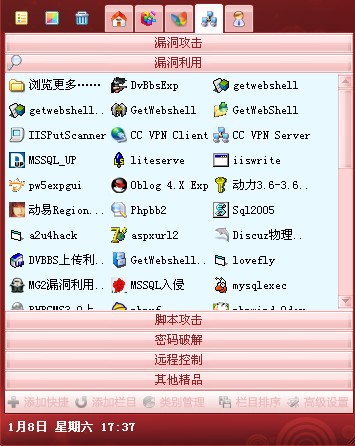 漏洞攻击
漏洞利用
浏览更多…… DvBbsExp getwebshell
getwebshell... GetWebshell GetWebShell
IISPutScanner CC VPN Client CC VPN Server
MSSQL_UP liteserve iiswrite
pw5expgui Oblog 4.X Exp 动力3.6-3.6..
动易Region... Phpbb2 Sql2005
a2u4hack aspxurl2 Discuz物理..
DVBBS上传利.. GetWebshell.. lovefly
MG2漏洞利用.. MSSQL入侵 mysqlexec
脚本攻击
密码破解
远程控制
其他精品
添加快捷 添加栏目 类别管理 栏目排序 高级设置
1月8日 星期六 17:37